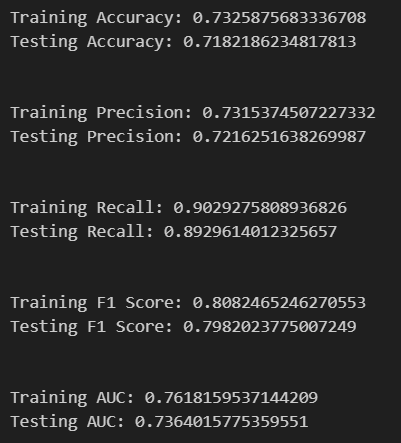 Training Accuracy: 0.7325875683336708
Testing Accuracy: 0.7182186234817813
Training Precision: 0.7315374507227332
Testing Precision: 0.7216251638269987
Training Recall: 0.9029275808936826
Testing Recall: 0.8929614012325657
Training F1 Score: 0.8082465246270553
Testing F1 Score: 0.7982023775007249
Training AUC: 0.7618159537144209
Testing AUC: 0.7364015775359551